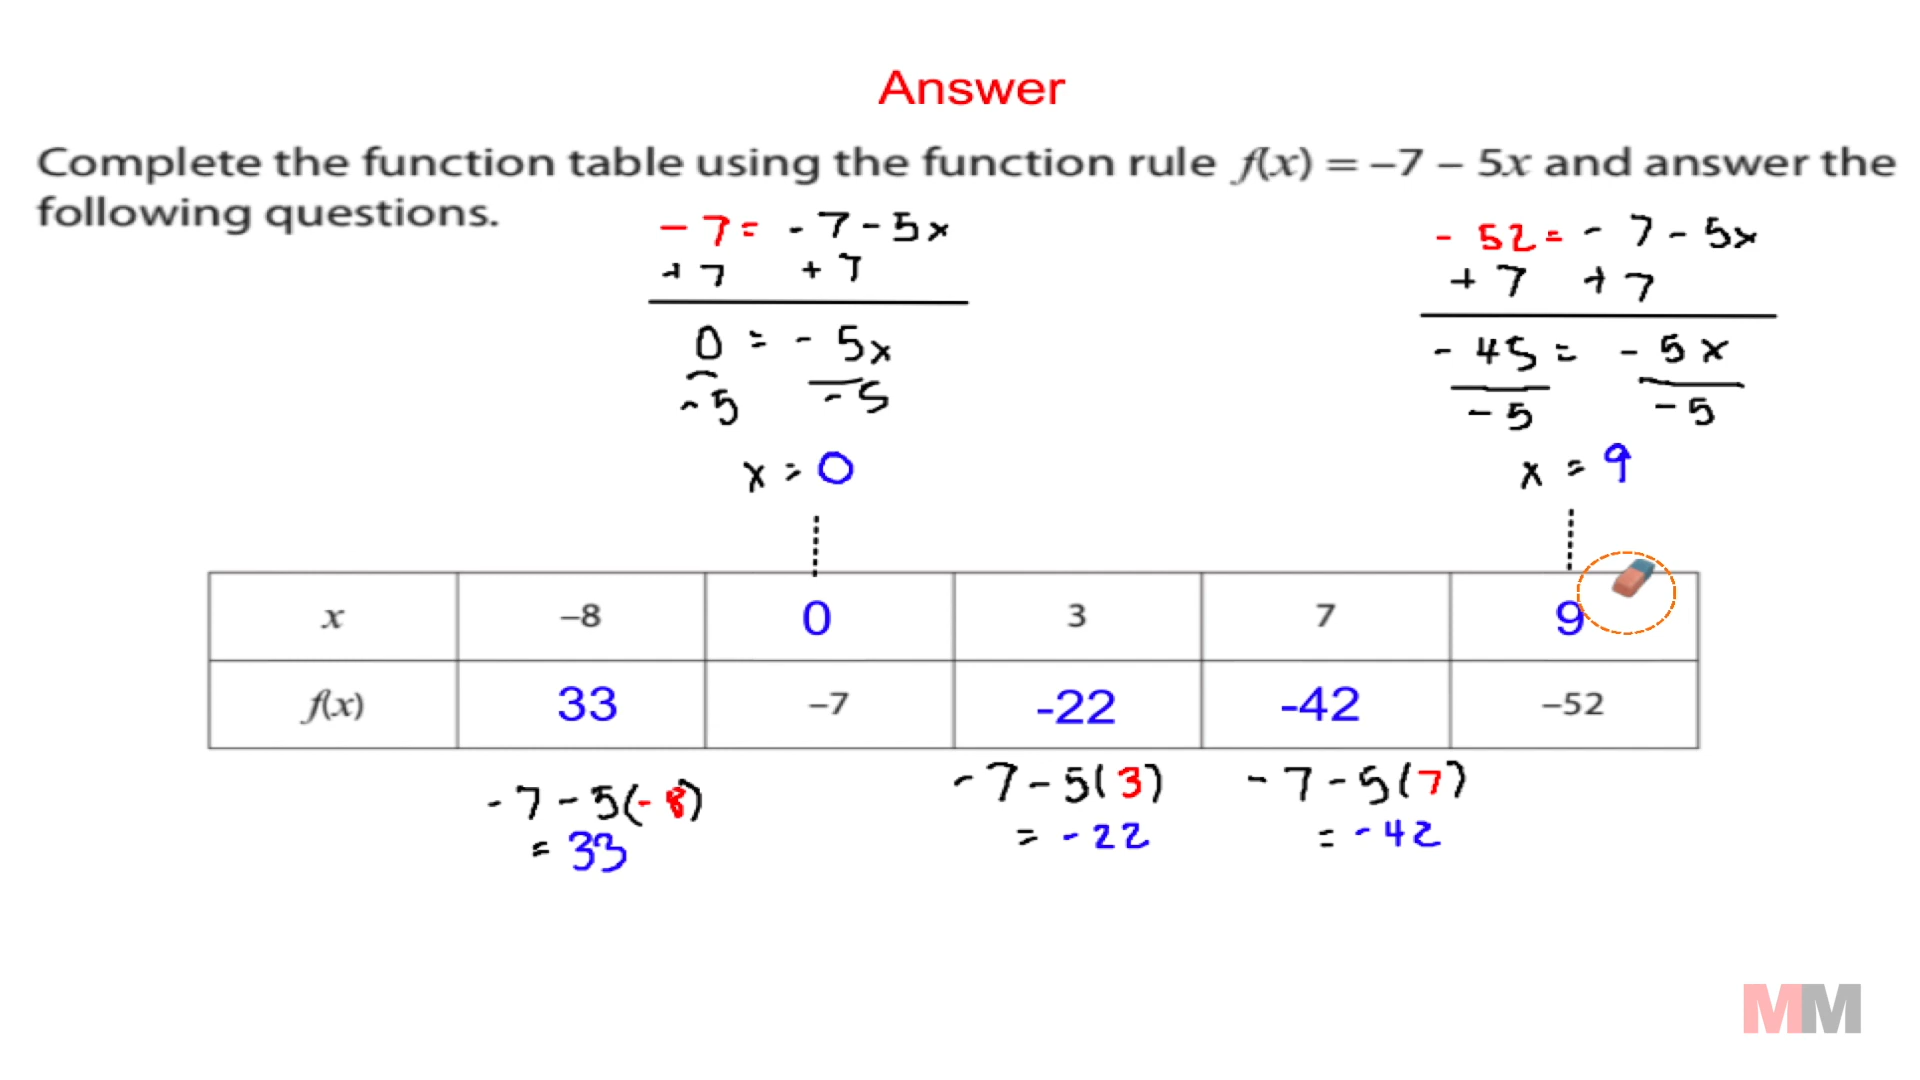 Answer
Complete the function table using the function rule f(x) = –7 – 5x and answer the
following questions.
-7 = -7-5x
+7 +7
0 = -5x
-5 -5
x = 0
-52 = -7-5x
+7 +7
-45 = -5x
-5 -5
x = 9
x –8 0 3 7 9
f(x) 33 –7 -22 -42 –52
-7-5(-8)
= 33
-7-5(3)
= -22
-7-5(7)
= -42
MM